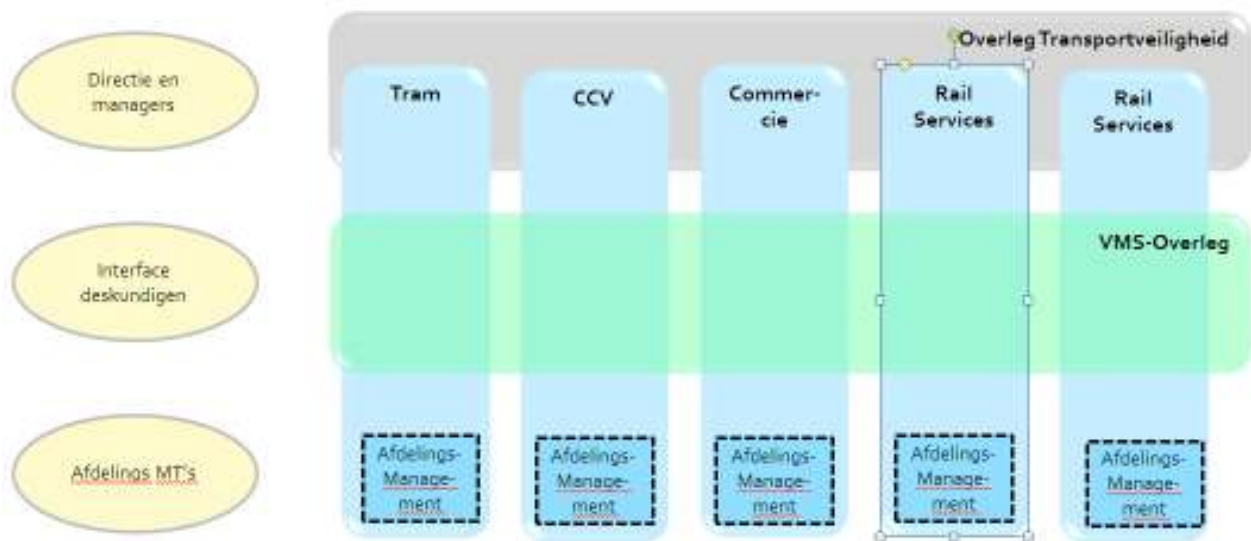 Overleg Transportveiligheid
Directie en
managers
Tram
CCV
Commer-
cie
Rail
Services
Rail
Services
Interface
deskundigen
VMS-Overleg
Afdelings MT's
Afdelings-
Manage-
ment
Afdelings-
Manage-
ment
Afdelings-
Manage-
ment
Afdelings-
Manage-
ment
Afdelings-
Manage-
ment